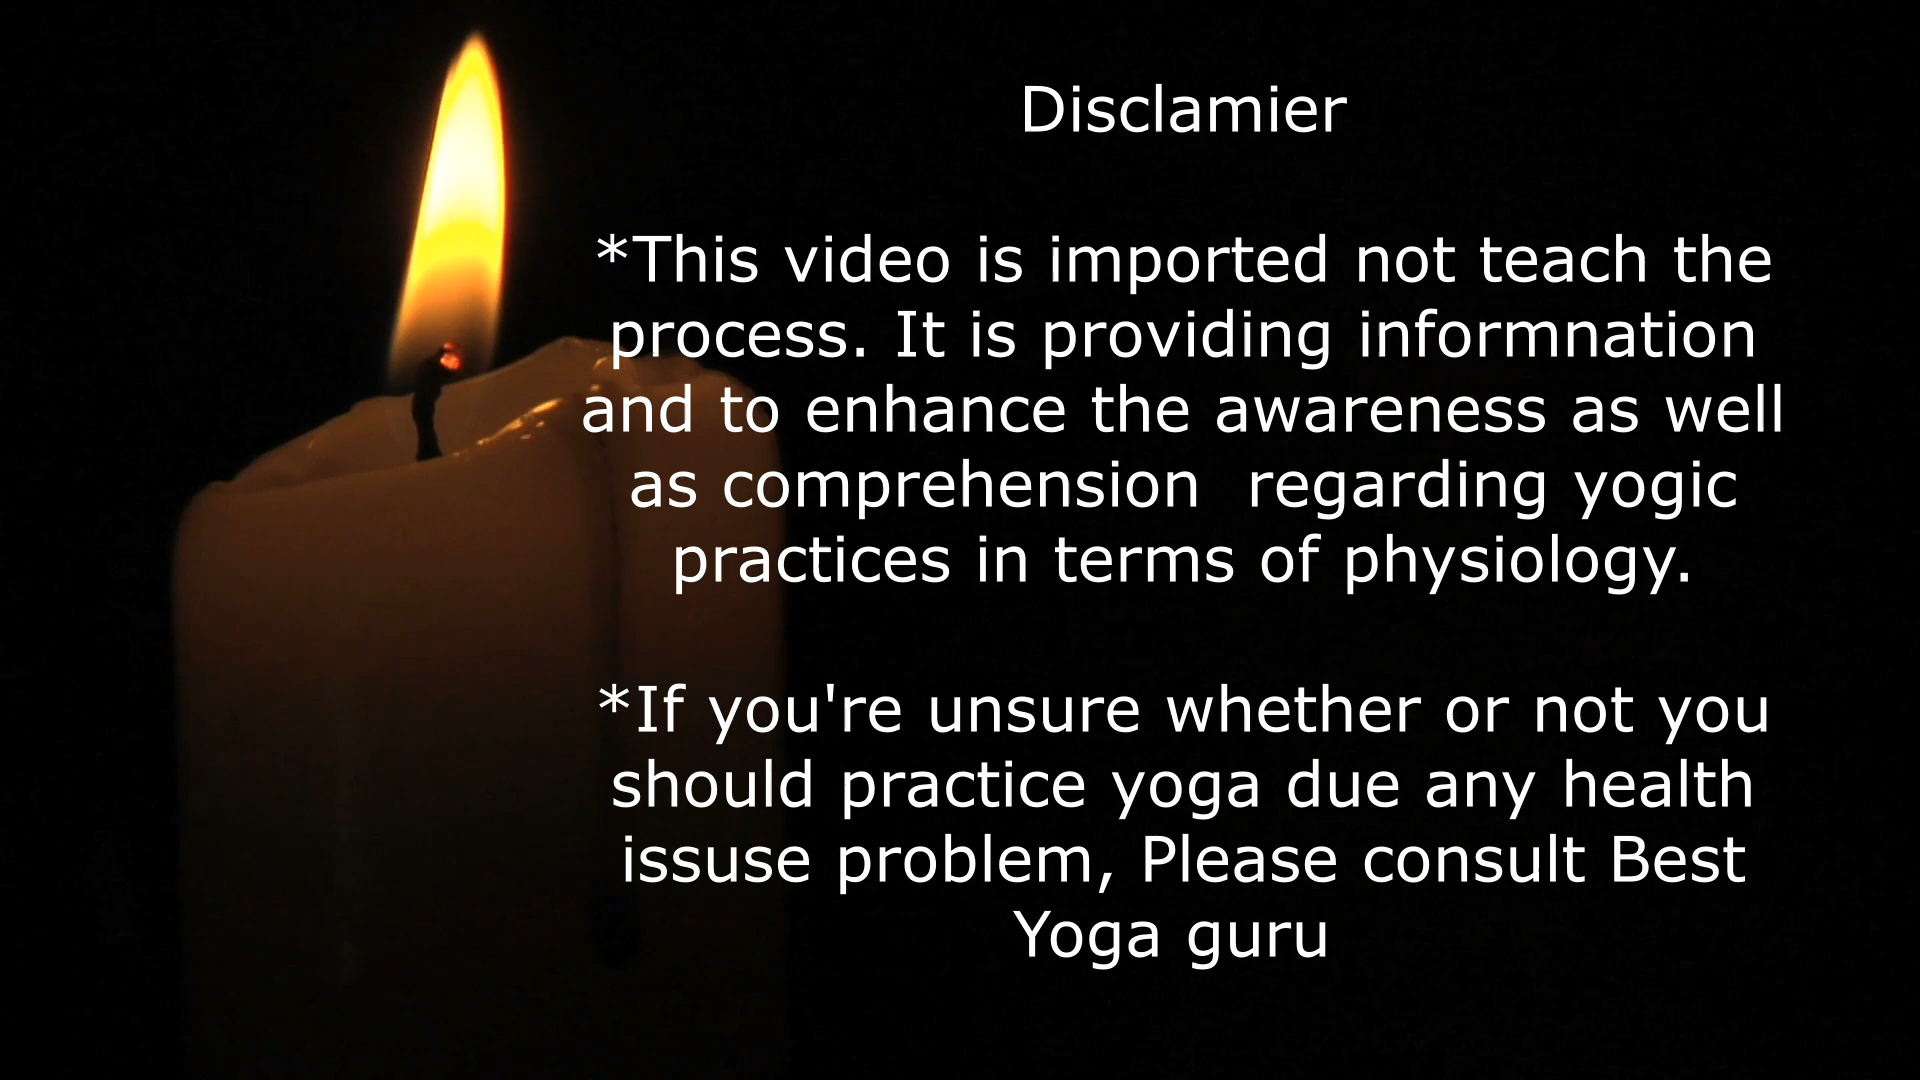 Disclamier
*This video is imported not teach the
process. It is providing informnation
and to enhance the awareness as well
as comprehension  regarding yogic
practices in terms of physiology.
*If you're unsure whether or not you
should practice yoga due any health
issuse problem, Please consult Best
Yoga guru